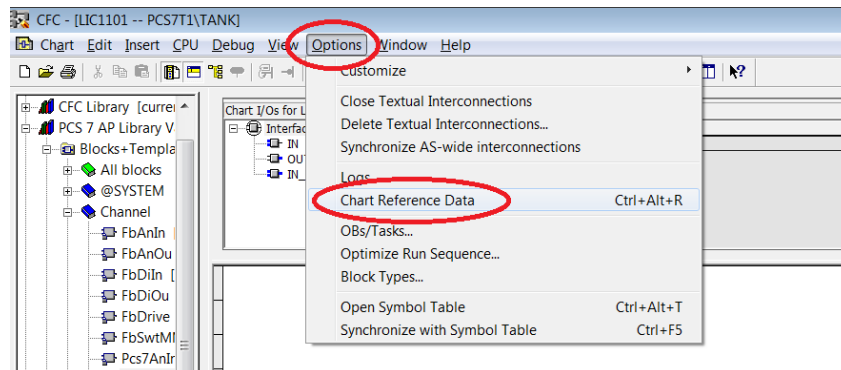 CFC - [LIC1101 -- PCS7T1\TANK]
Chart Edit Insert CPU Debug View Options Window Help
CFC Library [curre
PCS 7 AP Library V
Blocks+Templa
All blocks
@SYSTEM
Channel
FbAnIn
FbAnOu
FbDiIn [
FbDiOu
FbDrive
FbSwtM
Pcs7AnIn
Chart I/Os for L
Interfac
IN
OU
IN_
Customize
Close Textual Interconnections
Delete Textual Interconnections...
Synchronize AS-wide interconnections
Logs...
Chart Reference Data Ctrl+Alt+R
OBs/Tasks...
Optimize Run Sequence...
Block Types...
Open Symbol Table Ctrl+Alt+T
Synchronize with Symbol Table Ctrl+F5